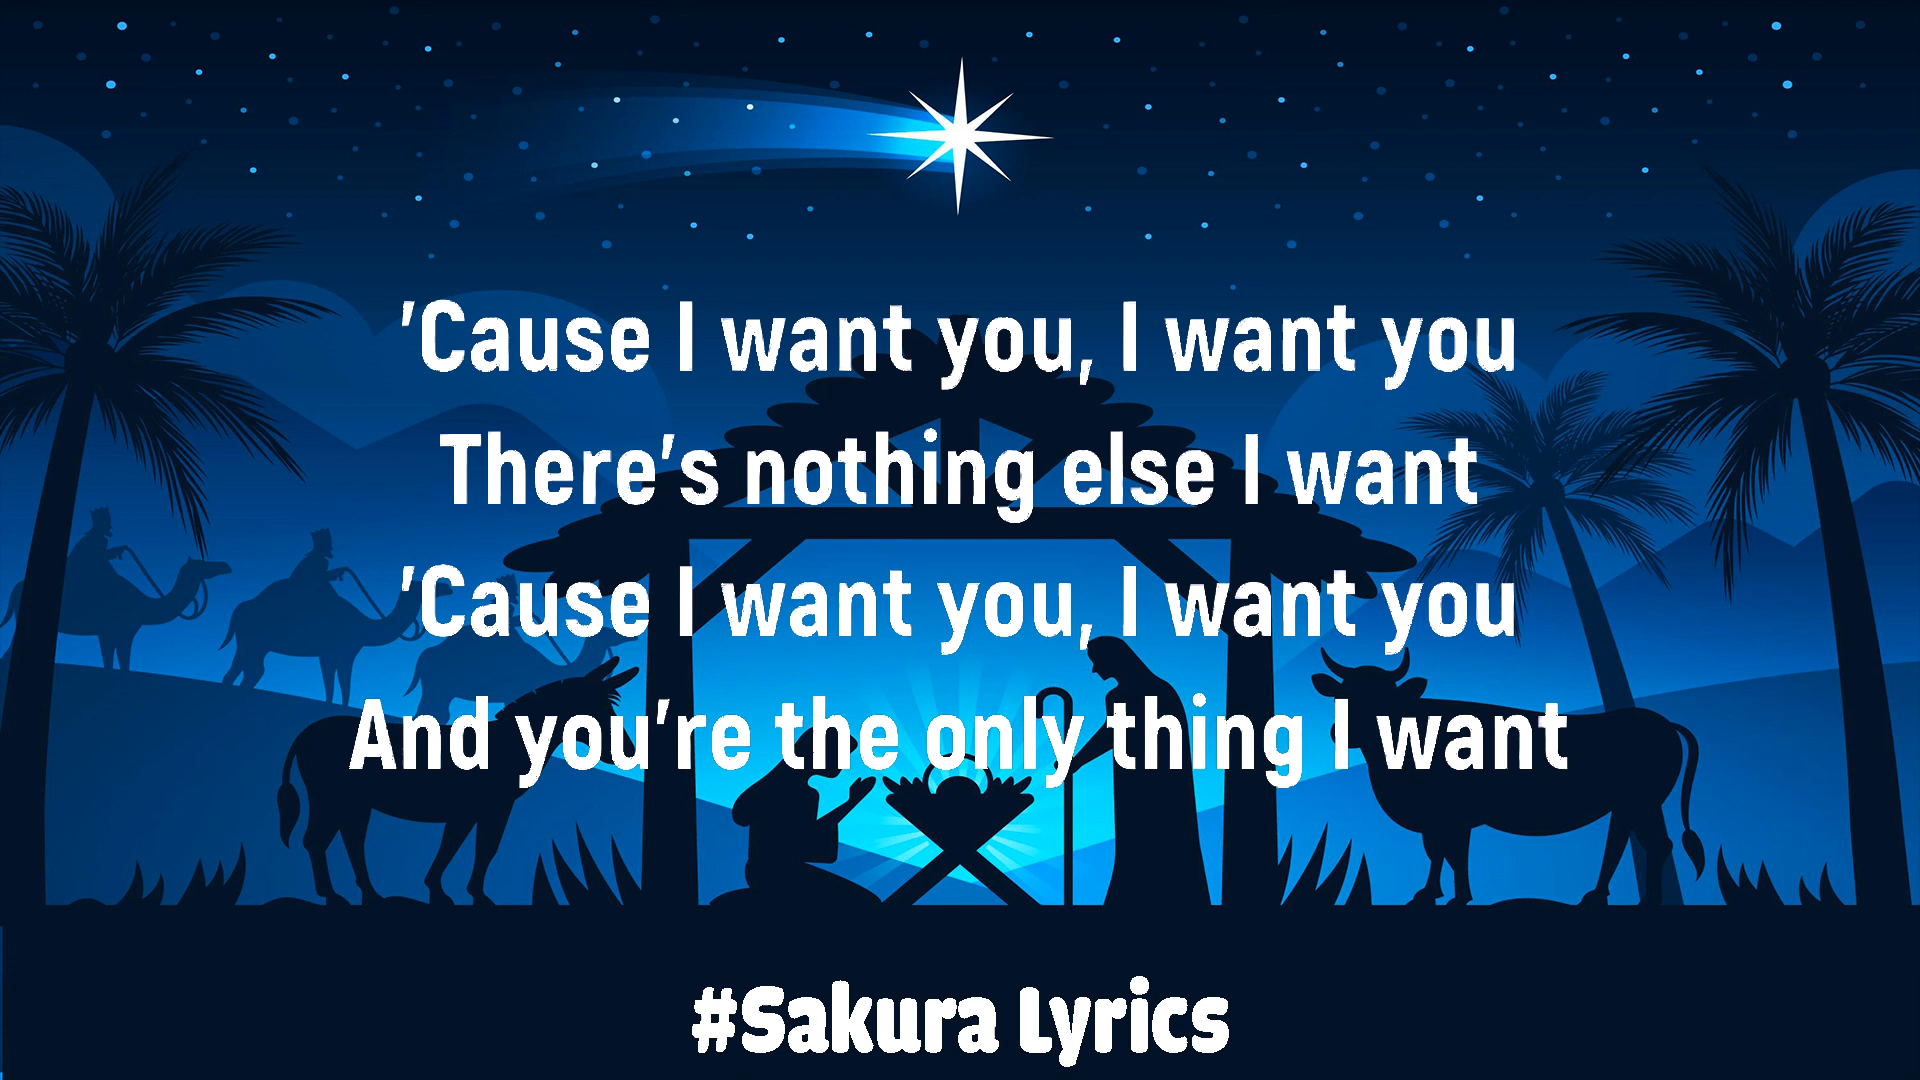 ’Cause I want you, I want you
There’s nothing else I want
’Cause I want you, I want you
And you’re the only thing I want
#Sakura Lyrics